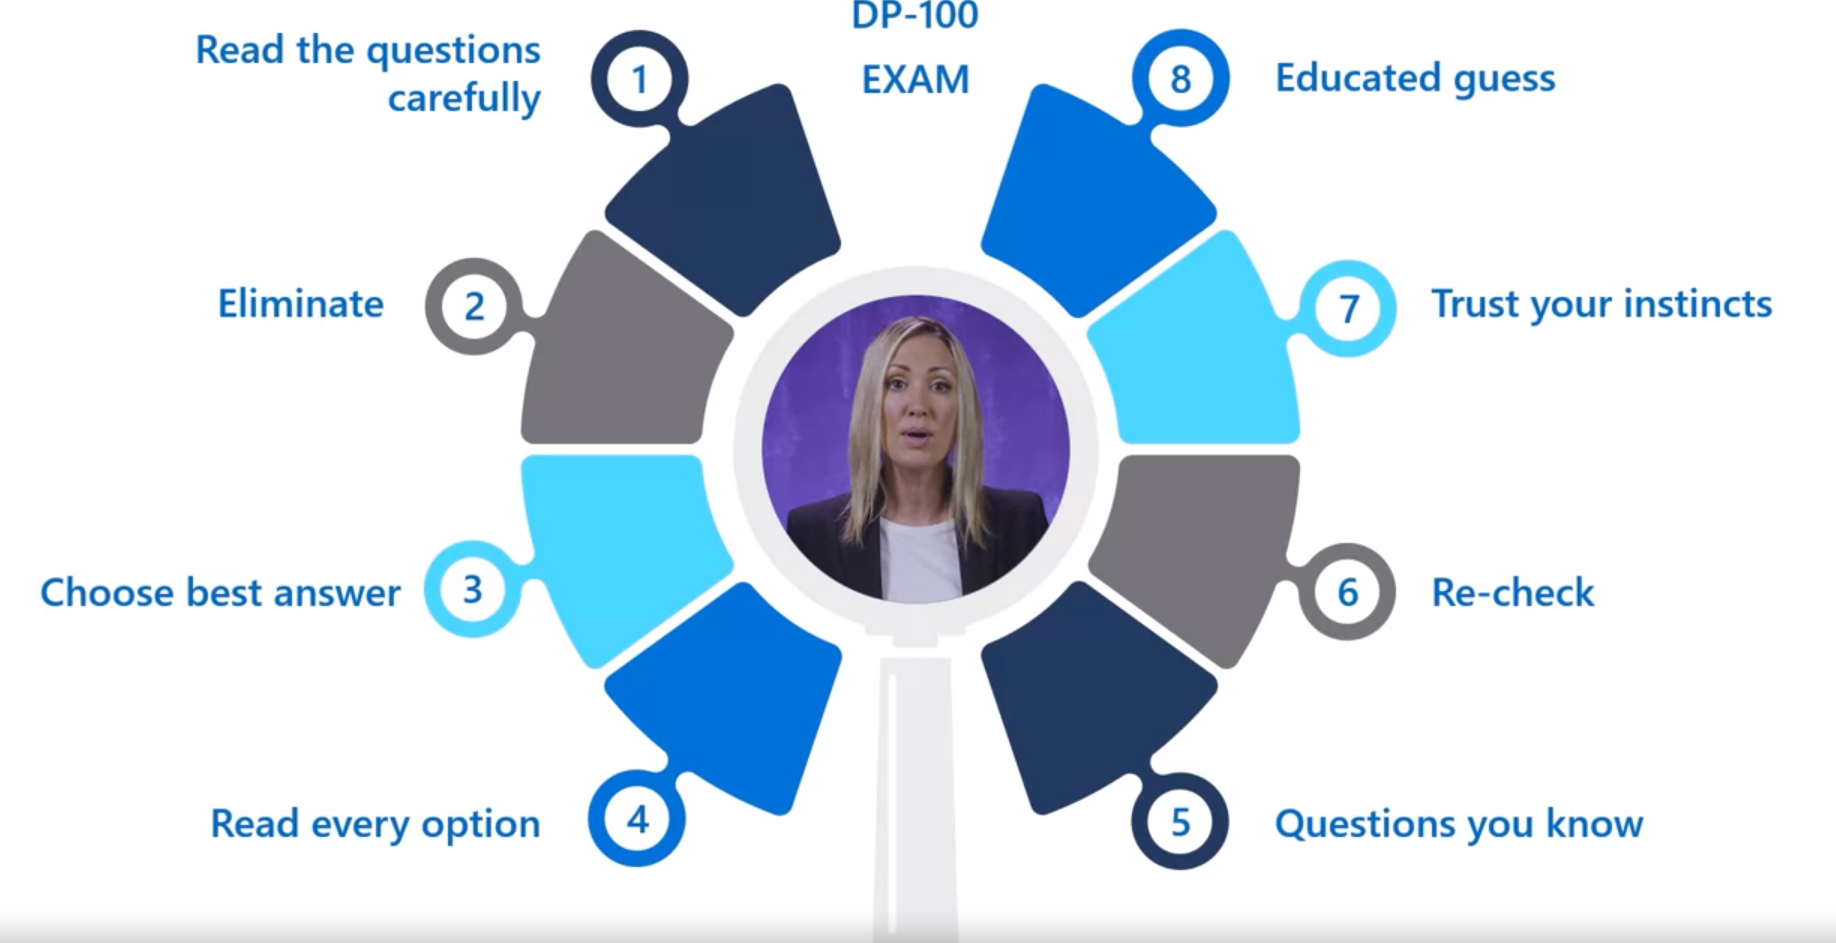 DP-100
EXAM
1
Read the questions
carefully
2
Eliminate
3
Choose best answer
4
Read every option
5
Questions you know
6
Re-check
7
Trust your instincts
8
Educated guess